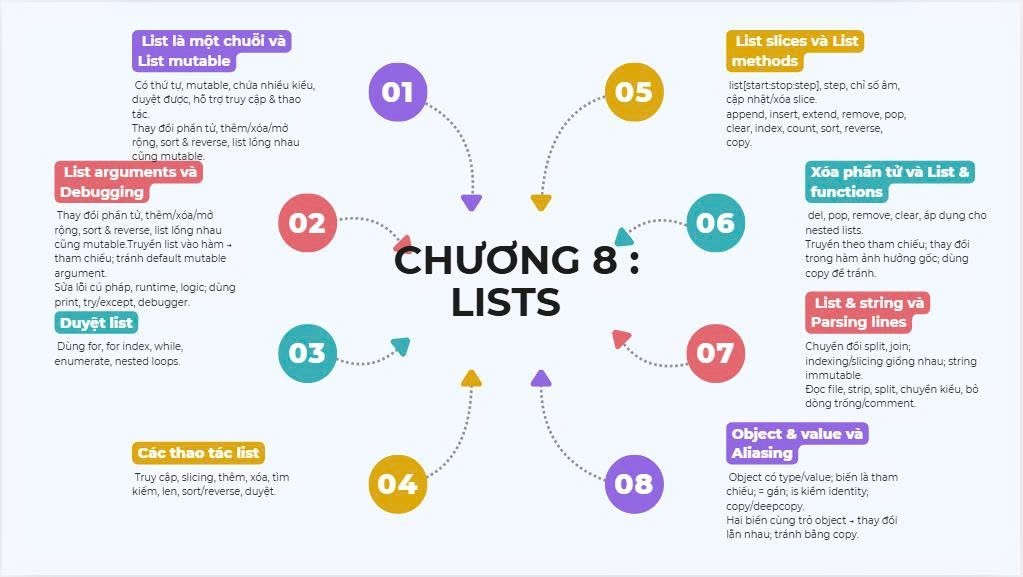 List là một chuỗi và
List mutable
Có thứ tự, mutable, chứa nhiều kiểu,
duyệt được, hỗ trợ truy cập & thao
tác.
Thay đổi phần tử, thêm/xóa/mở
rộng, sort & reverse, list lồng nhau
cũng mutable.
01
List arguments và
Debugging
Thay đổi phần tử, thêm/xóa/mở
rộng, sort & reverse, list lồng nhau
cũng mutable.Truyền list vào hàm →
tham chiếu; tránh default mutable
argument.
Sửa lỗi cú pháp, runtime, logic; dùng
print, try/except, debugger.
02
Duyệt list
Dùng for, for index, while,
enumerate, nested loops.
03
Các thao tác list
Truy cập, slicing, thêm, xóa, tìm
kiếm, len, sort/reverse, duyệt.
04
CHƯƠNG 8 :
LISTS
05
List slices và List
methods
list[start:stop:step], step, chỉ số âm,
cập nhật/xóa slice.
append, insert, extend, remove, pop,
clear, index, count, sort, reverse,
copy.
06
Xóa phần tử và List &
functions
del, pop, remove, clear, áp dụng cho
nested lists.
Truyền theo tham chiếu; thay đổi
trong hàm ảnh hưởng gốc; dùng
copy để tránh.
07
List & string và
Parsing lines
Chuyển đổi split, join;
indexing/slicing giống nhau; string
immutable.
Đọc file, strip, split, chuyển kiểu, bỏ
dòng trống/comment.
08
Object & value và
Aliasing
Object có type/value; biến là tham
chiếu; = gán; is kiểm identity;
copy/deepcopy.
Hai biến cùng trỏ object → thay đổi
lẫn nhau; tránh bằng copy.